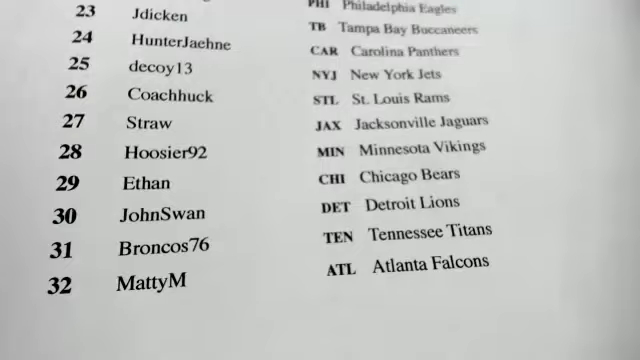 23 Jdicken PHI Philadelphia Eagles
24 HunterJaehne TB Tampa Bay Buccaneers
25 decoy13 CAR Carolina Panthers
26 Coachhuck NYJ New York Jets
27 Straw STL St. Louis Rams
28 Hoosier92 JAX Jacksonville Jaguars
29 Ethan MIN Minnesota Vikings
30 JohnSwan CHI Chicago Bears
31 Broncos76 DET Detroit Lions
32 MattyM TEN Tennessee Titans
ATL Atlanta Falcons